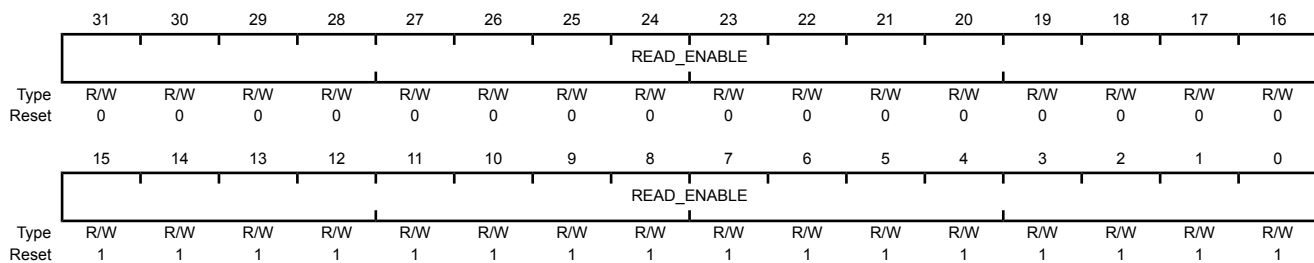 31 30 29 28 27 26 25 24 23 22 21 20 19 18 17 16
READ_ENABLE
Type R/W R/W R/W R/W R/W R/W R/W R/W R/W R/W R/W R/W R/W R/W R/W R/W
Reset 0 0 0 0 0 0 0 0 0 0 0 0 0 0 0 0
15 14 13 12 11 10 9 8 7 6 5 4 3 2 1 0
READ_ENABLE
Type R/W R/W R/W R/W R/W R/W R/W R/W R/W R/W R/W R/W R/W R/W R/W R/W
Reset 1 1 1 1 1 1 1 1 1 1 1 1 1 1 1 1